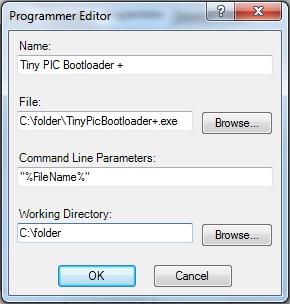 Programmer Editor
Name:
Tiny PIC Bootloader +
File:
C:\folder\TinyPicBootloader+.exe
Browse...
Command Line Parameters:
"%FileName%"
Working Directory:
C:\folder
Browse...
OK
Cancel